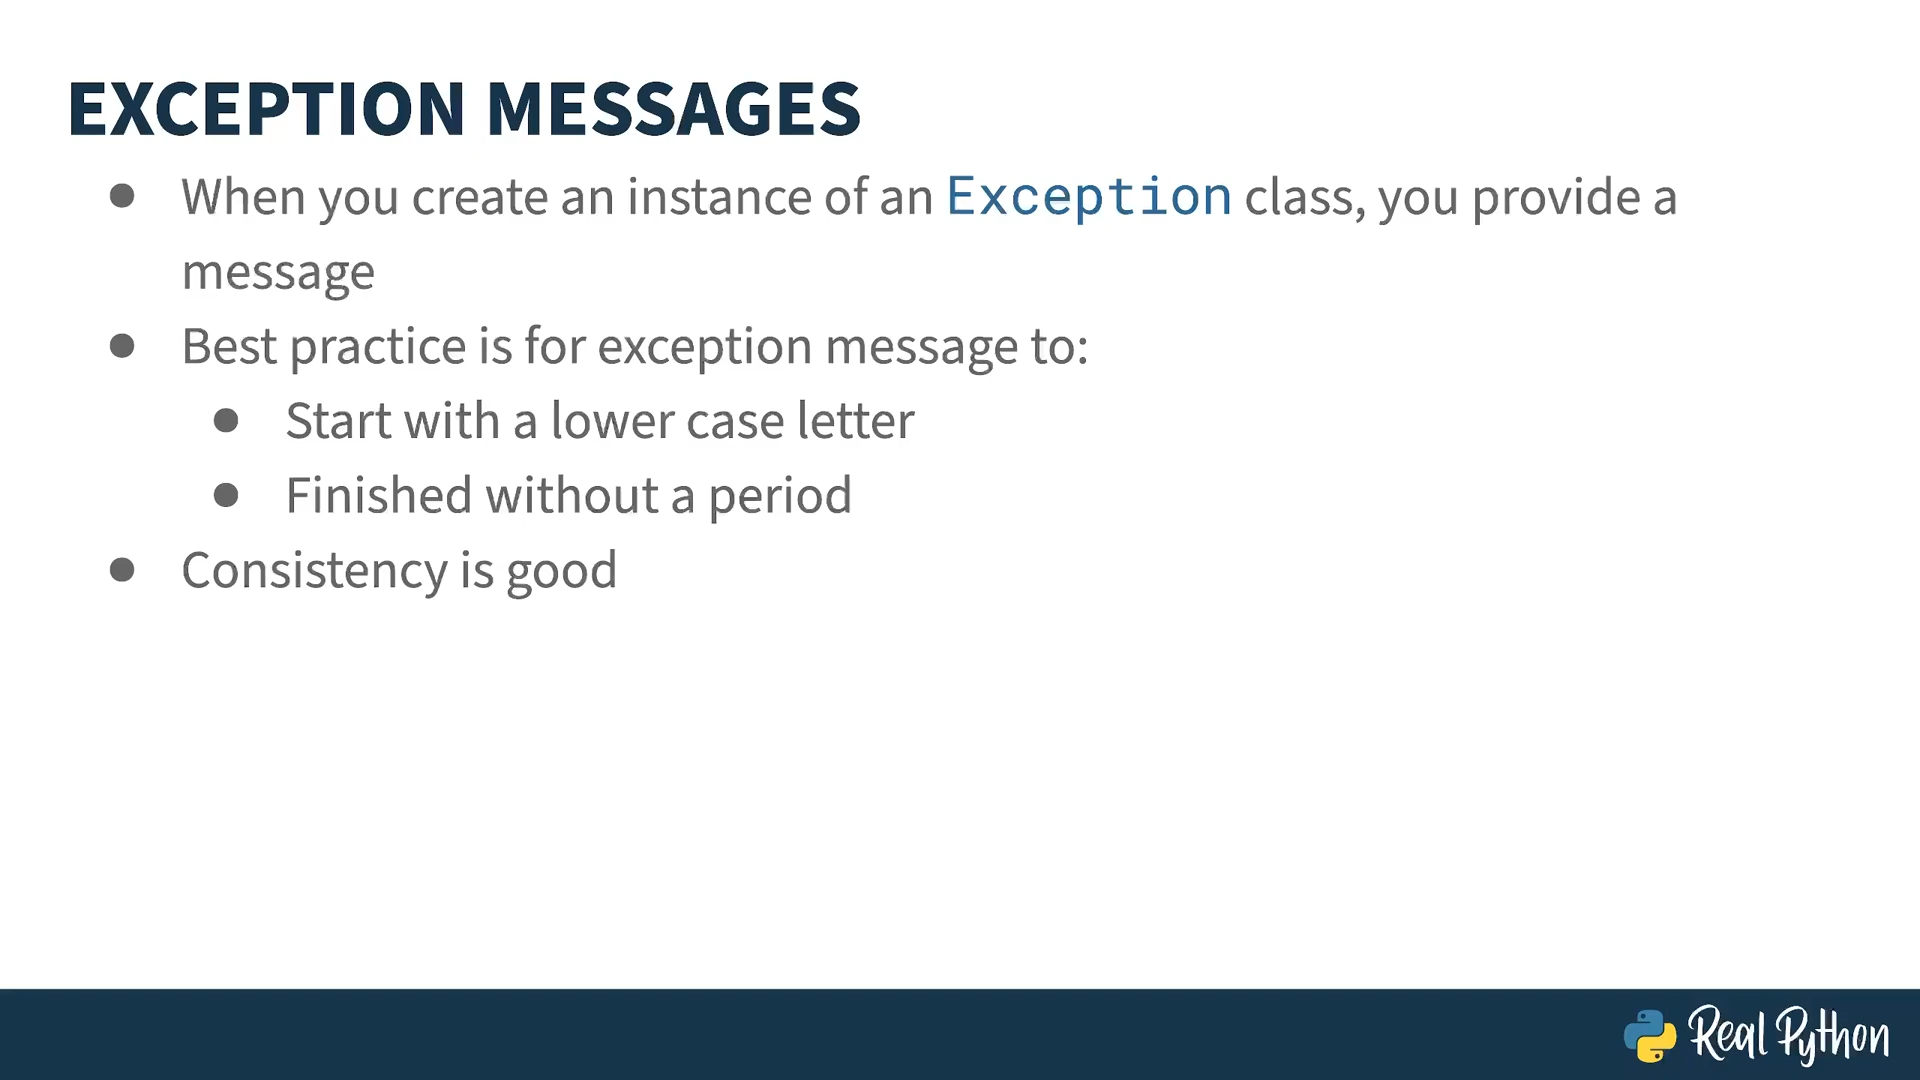 EXCEPTION MESSAGES
● When you create an instance of an Exception class, you provide a
message
● Best practice is for exception message to:
● Start with a lower case letter
● Finished without a period
● Consistency is good
Real Python